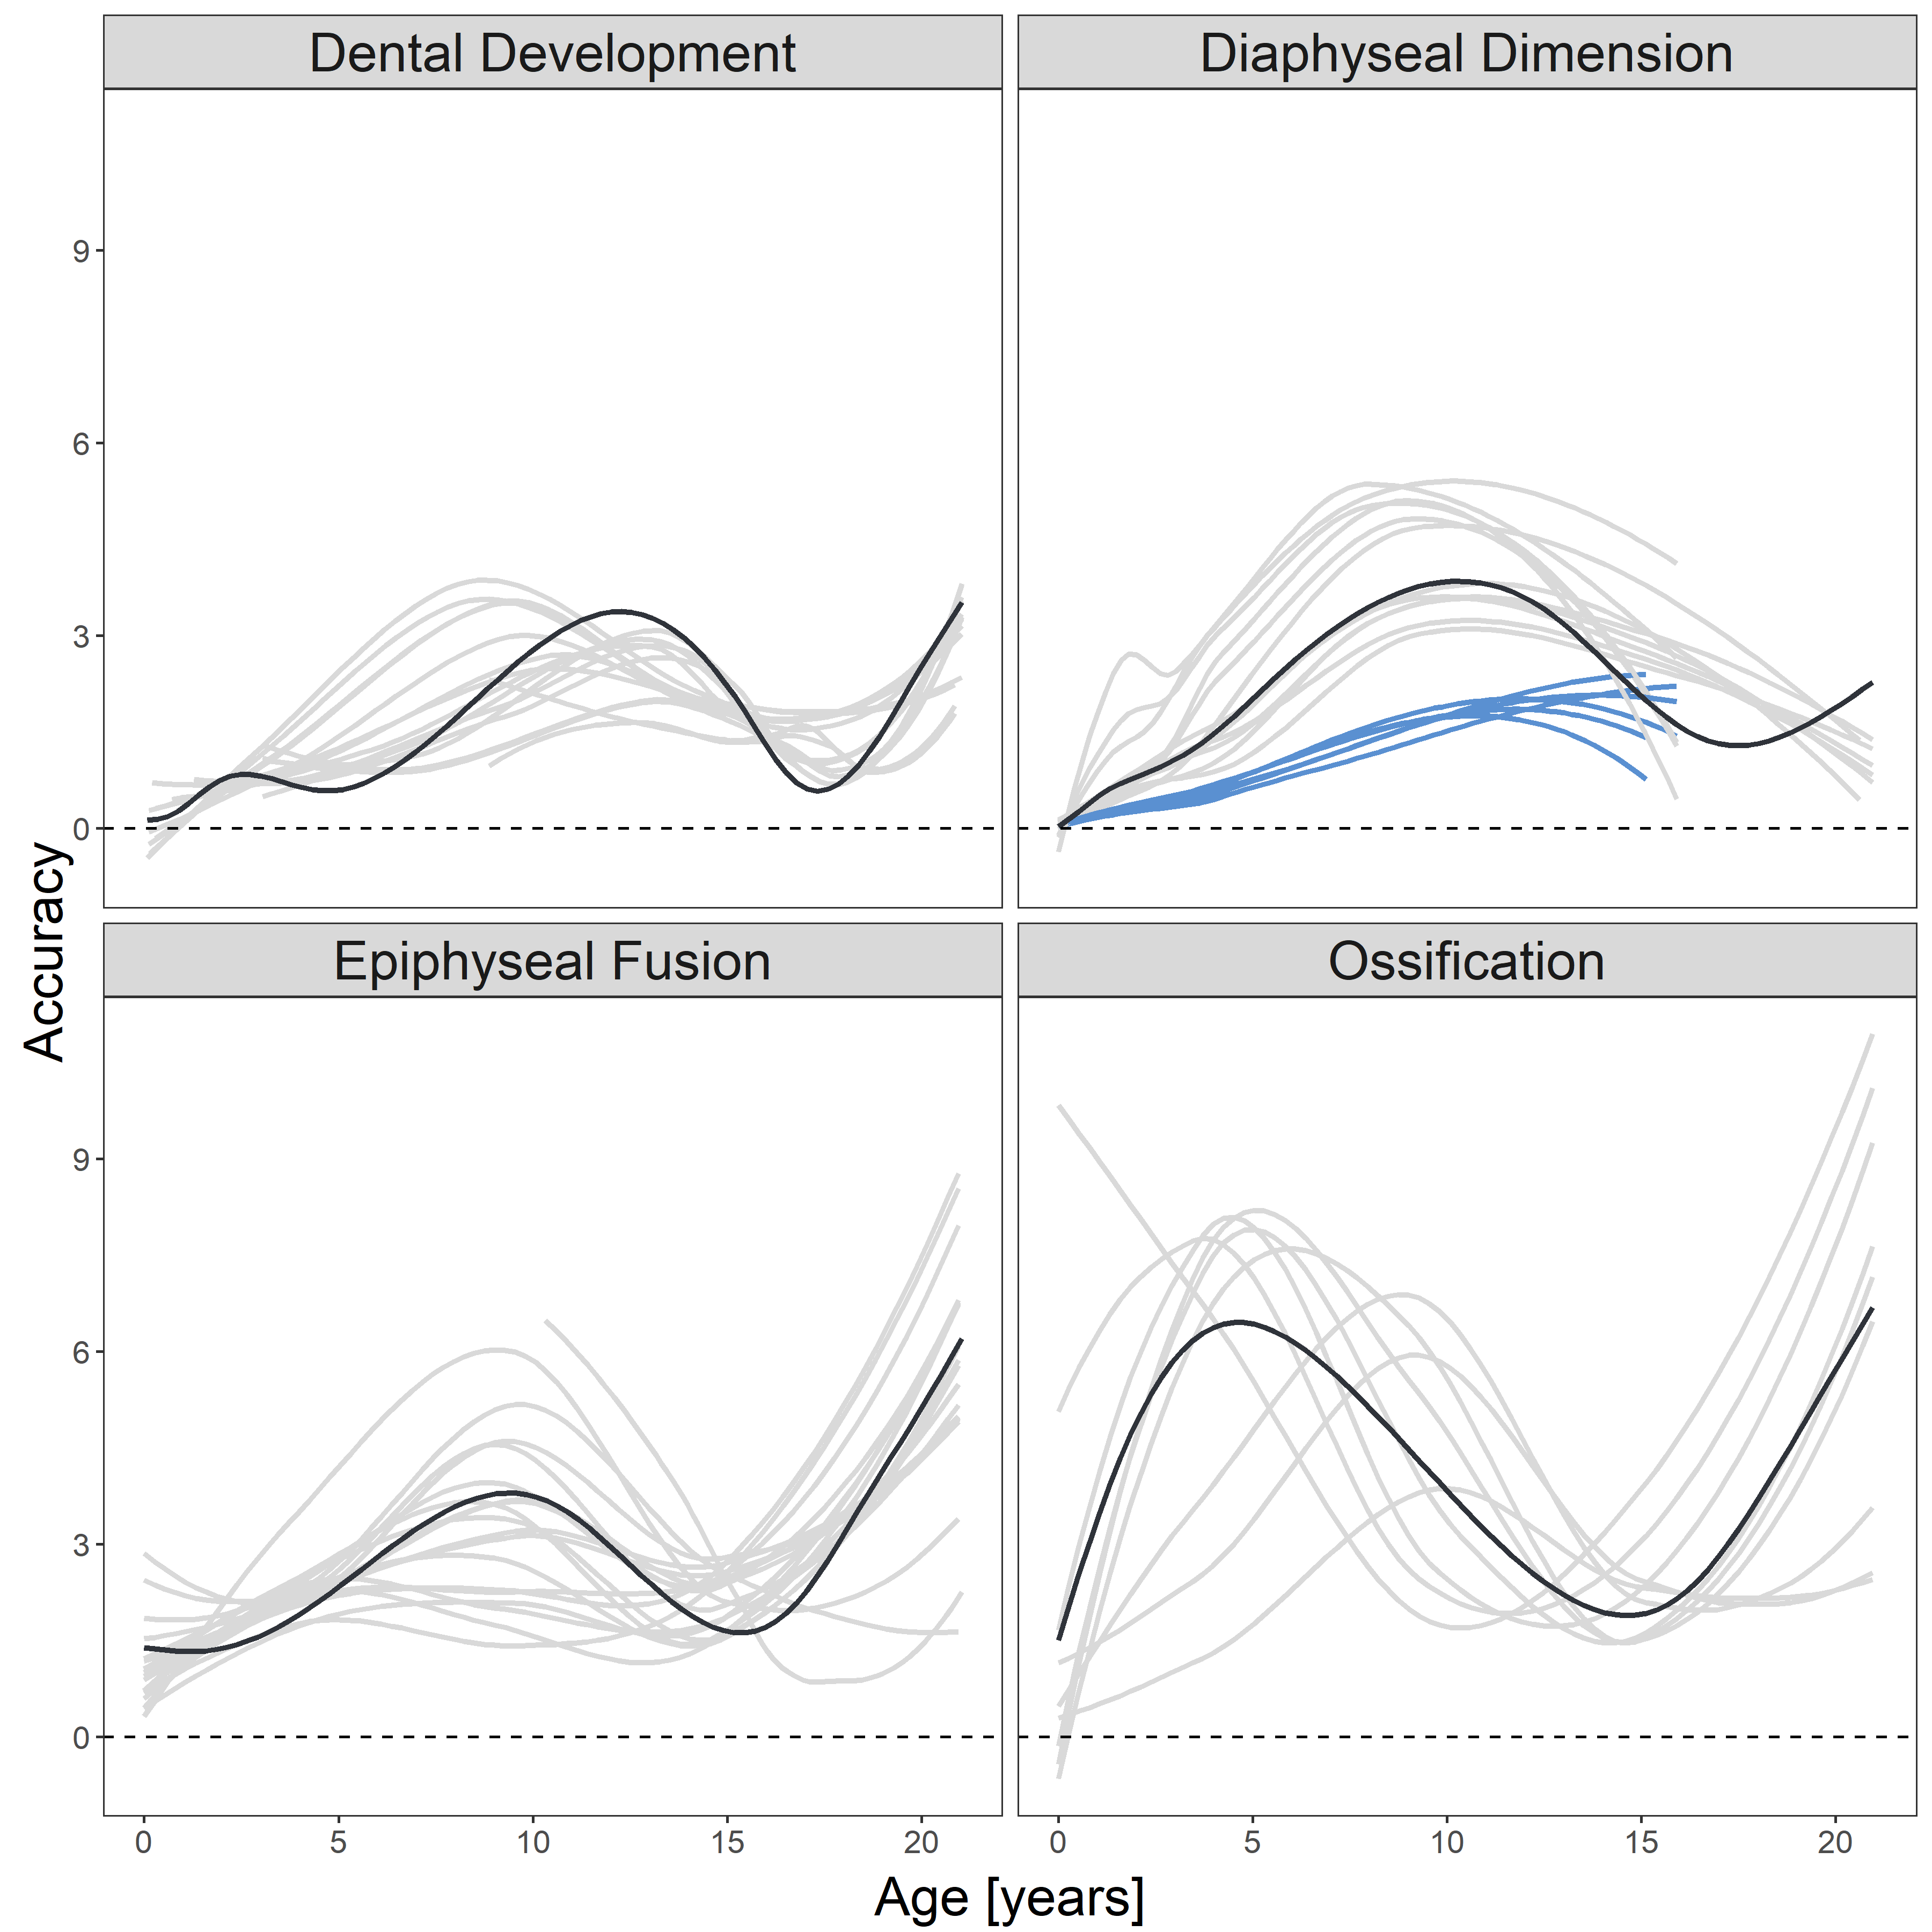 Dental Development
Diaphyseal Dimension
9
6
3
0
Accuracy
Epiphyseal Fusion
Ossification
9
6
3
0
0 5 10 15 20
0 5 10 15 20
Age [years]